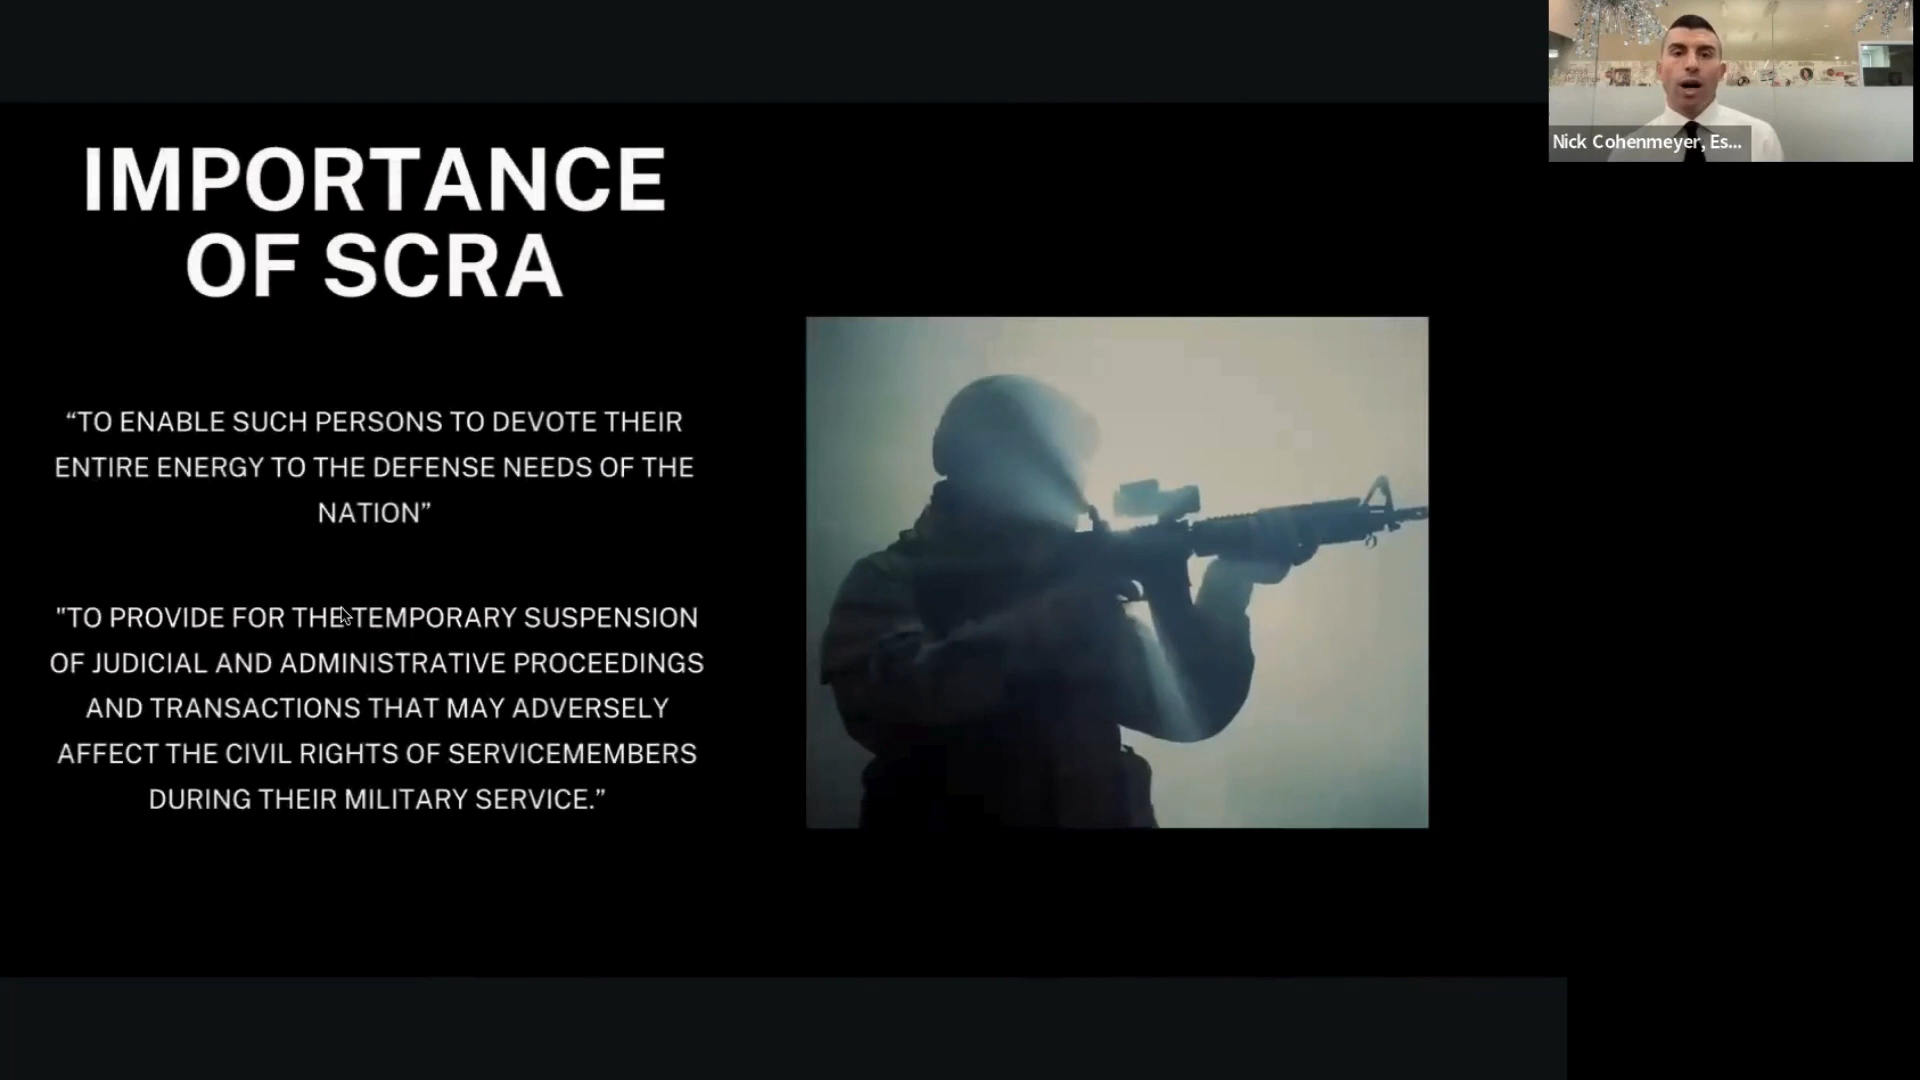 IMPORTANCE
OF SCRA
“TO ENABLE SUCH PERSONS TO DEVOTE THEIR
ENTIRE ENERGY TO THE DEFENSE NEEDS OF THE
NATION”
"TO PROVIDE FOR THE TEMPORARY SUSPENSION
OF JUDICIAL AND ADMINISTRATIVE PROCEEDINGS
AND TRANSACTIONS THAT MAY ADVERSELY
AFFECT THE CIVIL RIGHTS OF SERVICEMEMBERS
DURING THEIR MILITARY SERVICE.”
Nick Cohenmeyer, Es...